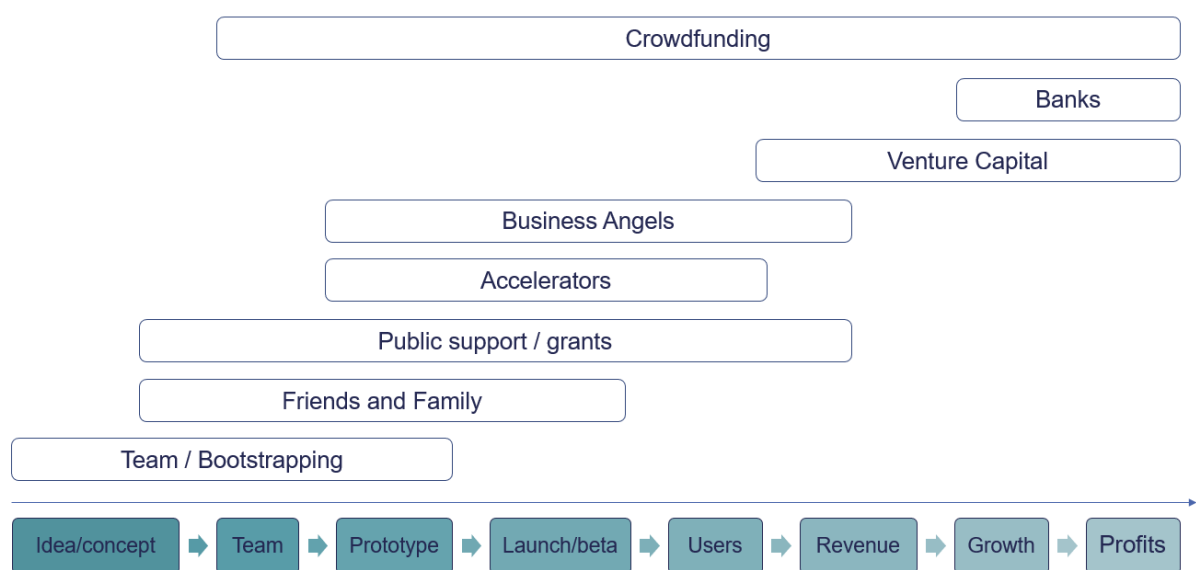 Crowdfunding
Banks
Venture Capital
Business Angels
Accelerators
Public support / grants
Friends and Family
Team / Bootstrapping
Idea/concept
Team
Prototype
Launch/beta
Users
Revenue
Growth
Profits